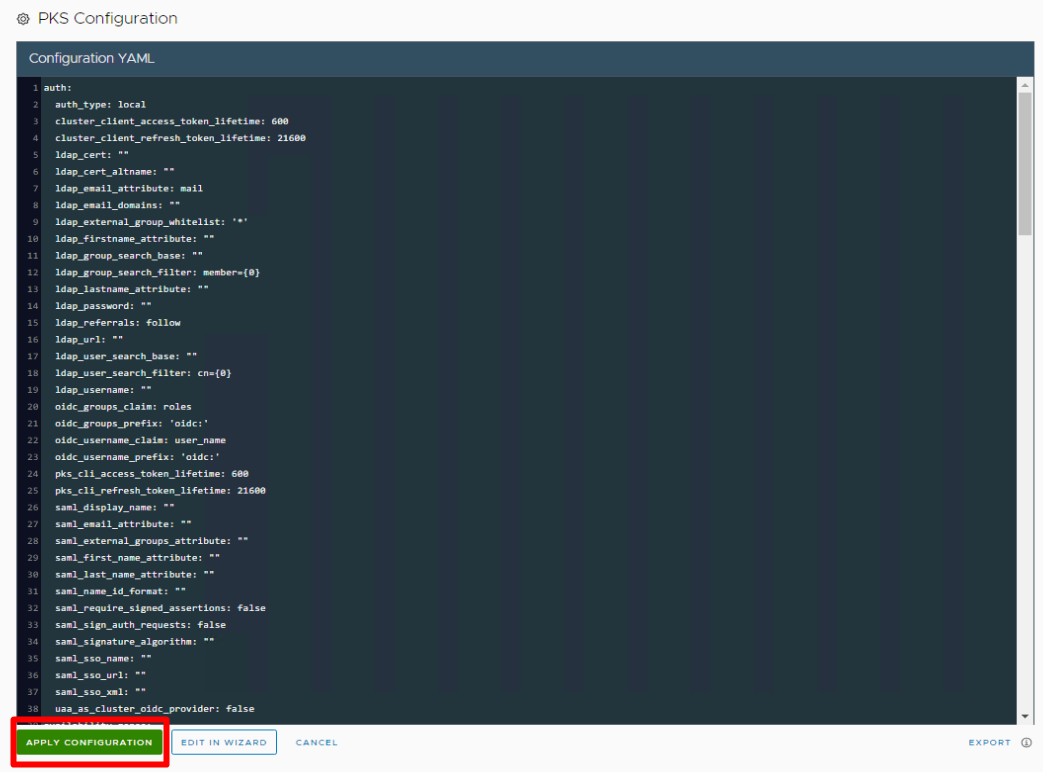 PKS Configuration
Configuration YAML
1 auth:
2 auth_type: local
3 cluster_client_access_token_lifetime: 600
4 cluster_client_refresh_token_lifetime: 21600
5 ldap_cert: ""
6 ldap_cert_altname: ""
7 ldap_email_attribute: mail
8 ldap_email_domains: ""
9 ldap_external_group_whitelist: '*'
10 ldap_firstname_attribute: ""
11 ldap_group_search_base: ""
12 ldap_group_search_filter: member={0}
13 ldap_lastname_attribute: ""
14 ldap_password: ""
15 ldap_referrals: follow
16 ldap_url: ""
17 ldap_user_search_base: ""
18 ldap_user_search_filter: cn={0}
19 ldap_username: ""
20 oidc_groups_claim: roles
21 oidc_groups_prefix: 'oidc:'
22 oidc_username_claim: user_name
23 oidc_username_prefix: 'oidc:'
24 pks_cli_access_token_lifetime: 600
25 pks_cli_refresh_token_lifetime: 21600
26 saml_display_name: ""
27 saml_email_attribute: ""
28 saml_external_groups_attribute: ""
29 saml_first_name_attribute: ""
30 saml_last_name_attribute: ""
31 saml_name_id_format: ""
32 saml_require_signed_assertions: false
33 saml_sign_auth_requests: false
34 saml_signature_algorithm: ""
35 saml_sso_name: ""
36 saml_sso_url: ""
37 saml_sso_xml: ""
38 uaa_as_cluster_oidc_provider: false
APPLY CONFIGURATION EDIT IN WIZARD CANCEL EXPORT